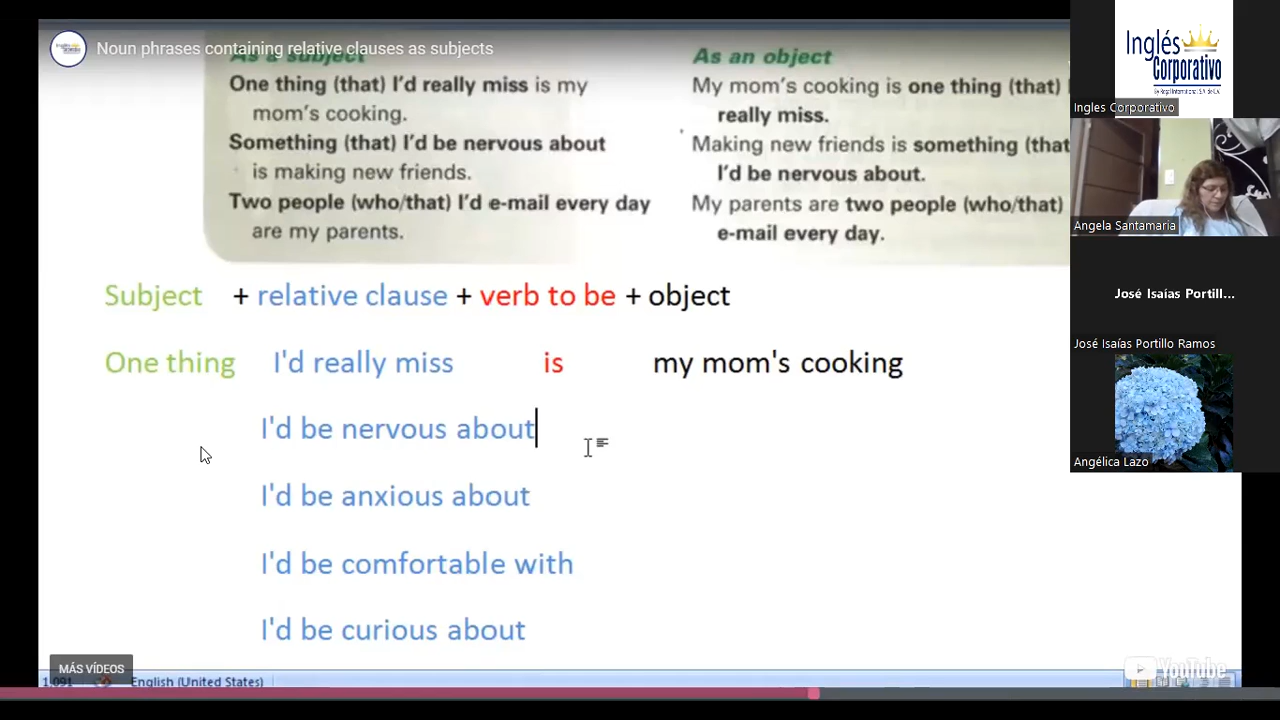 Noun phrases containing relative clauses as subjects
As a subject
One thing (that) I'd really miss is my
mom's cooking.
Something (that) I'd be nervous about
is making new friends.
Two people (who/that) I'd e-mail every day
are my parents.
As an object
My mom's cooking is one thing (that)
really miss.
Making new friends is something (that
I'd be nervous about.
My parents are two people (who/that)
e-mail every day.
Subject + relative clause + verb to be + object
One thing I'd really miss is my mom's cooking
I'd be nervous about
I'd be anxious about
I'd be comfortable with
I'd be curious about
MÁS VÍDEOS
YouTube
1,091
English (United States)
Inglés
Corporativo
Ingles Corporativo
Angela Santamaria
José Isaías Portill...
José Isaías Portillo Ramos
Angélica Lazo